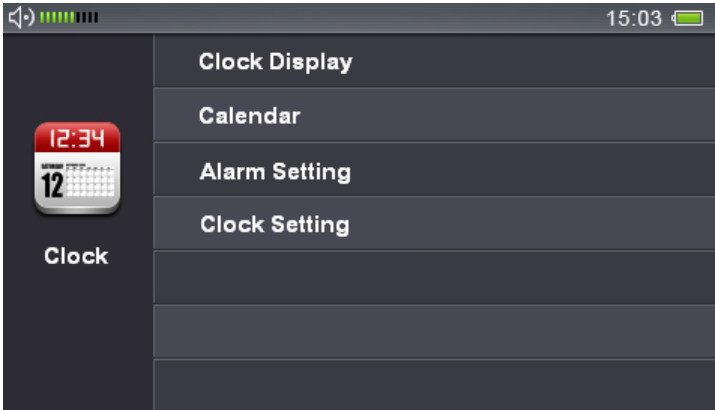 15:03
Clock Display
Calendar
12:34
12
Alarm Setting
Clock Setting
Clock